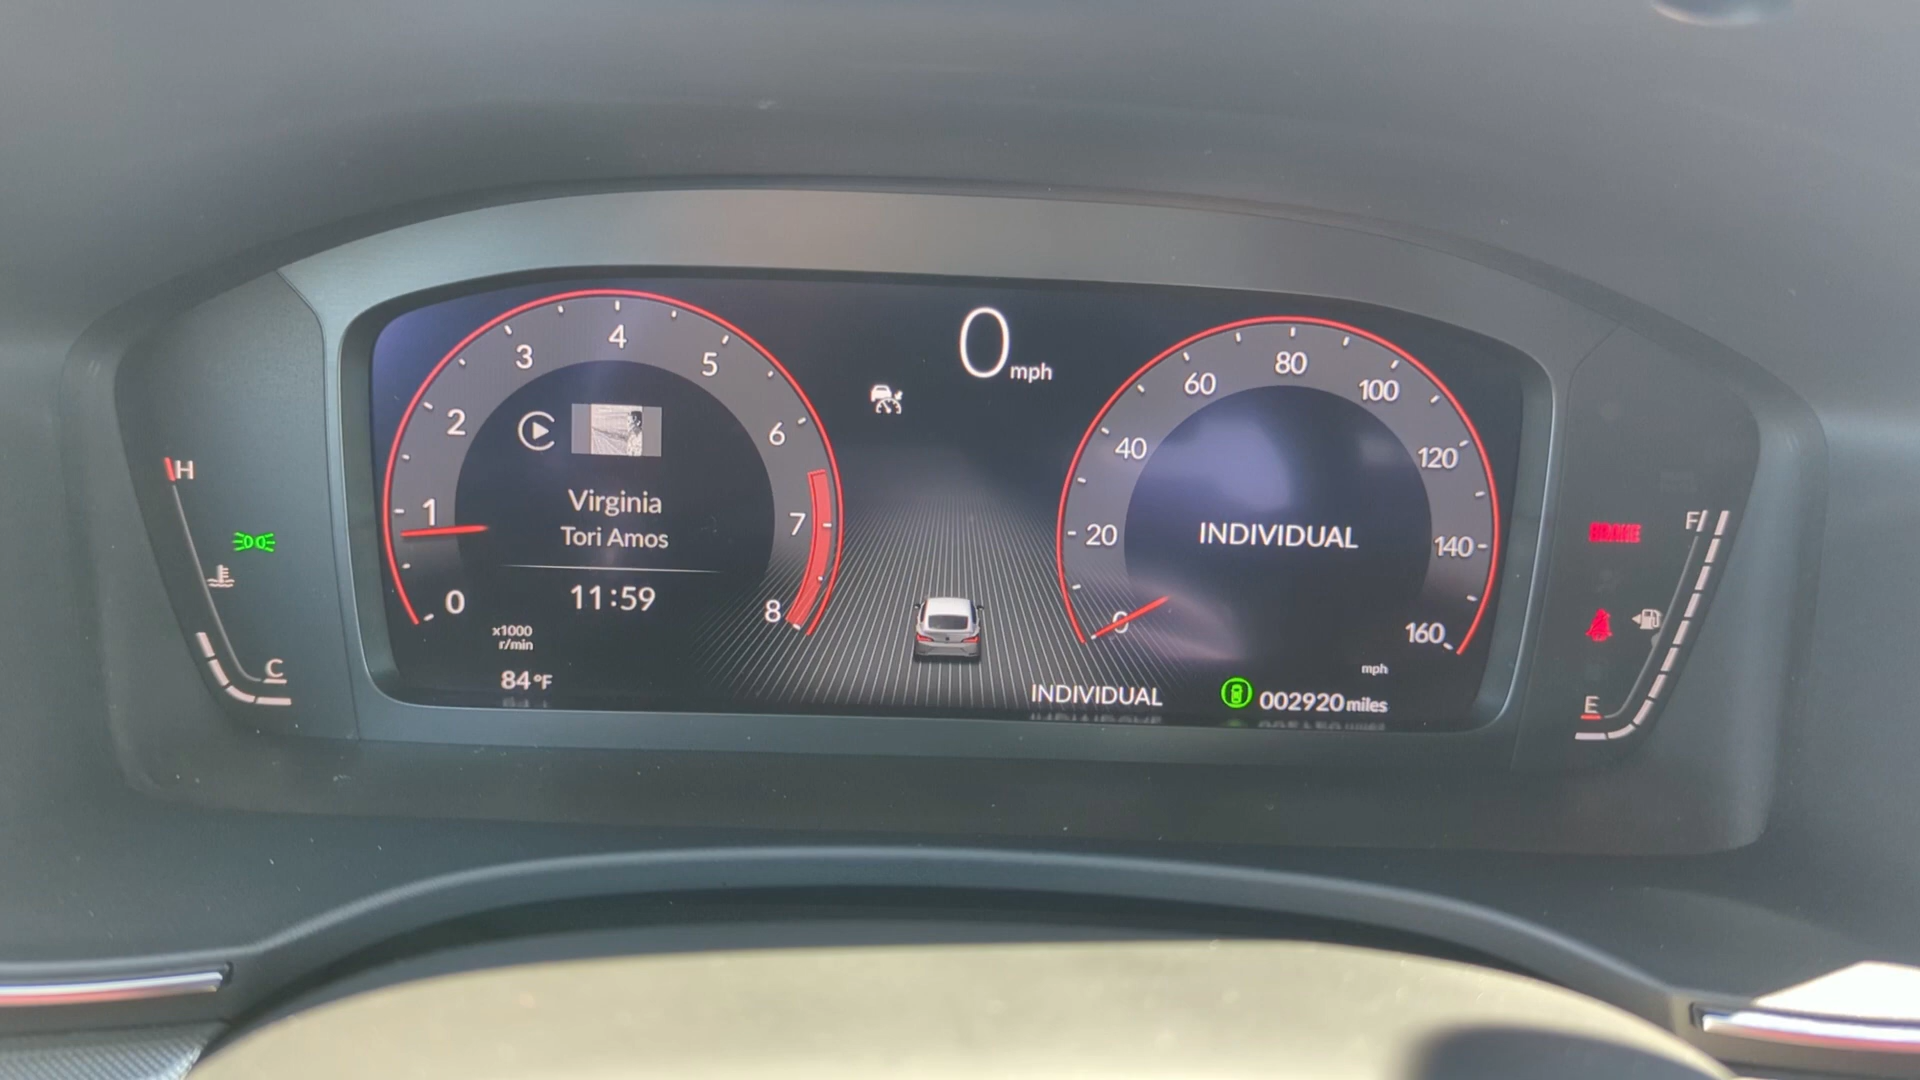 H
C
0
1
2
3
4
5
6
7
8
x1000
r/min
Virginia
Tori Amos
11:59
84°F
0 mph
0
20
40
60
80
100
120
140
160
mph
INDIVIDUAL
INDIVIDUAL
002920 miles
BRAKE
F
E